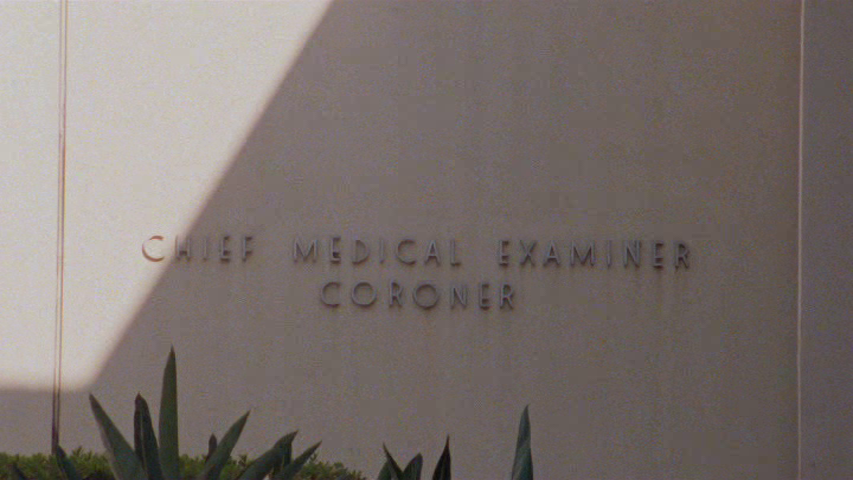 CHIEF MEDICAL EXAMINER
CORONER